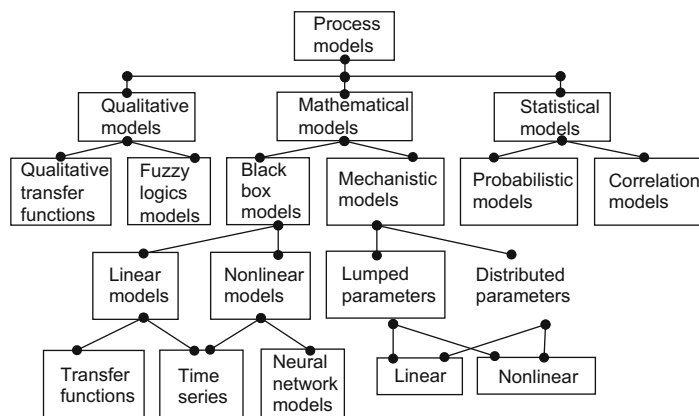 Process
models
Qualitative
models
Mathematical
models
Statistical
models
Qualitative
transfer
functions
Fuzzy
logics
models
Black
box
models
Mechanistic
models
Probabilistic
models
Correlation
models
Linear
models
Nonlinear
models
Lumped
parameters
Distributed
parameters
Transfer
functions
Time
series
Neural
network
models
Linear
Nonlinear